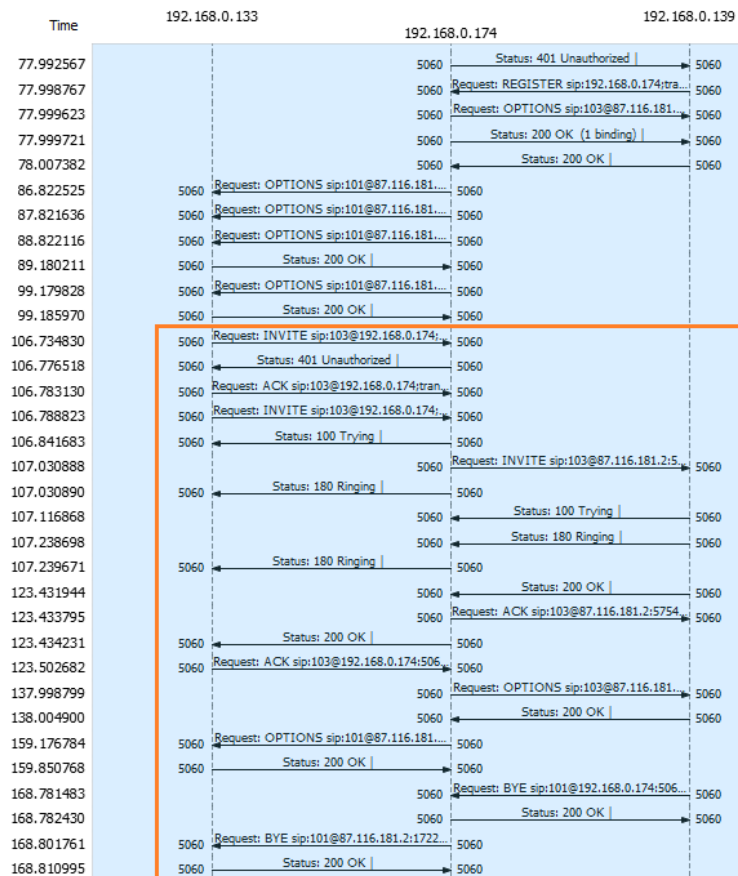 Time 192.168.0.133 192.168.0.174 192.168.0.139
77.992567 5060 Status: 401 Unauthorized | 5060
77.998767 5060 Request: REGISTER sip:192.168.0.174;tra... 5060
77.999623 5060 Request: OPTIONS sip:103@87.116.181.... 5060
77.999721 5060 Status: 200 OK (1 binding) | 5060
78.007382 5060 Status: 200 OK | 5060
86.822525 5060 Request: OPTIONS sip:101@87.116.181.... 5060
87.821636 5060 Request: OPTIONS sip:101@87.116.181.... 5060
88.822116 5060 Request: OPTIONS sip:101@87.116.181.... 5060
89.180211 5060 Status: 200 OK | 5060
99.179828 5060 Request: OPTIONS sip:101@87.116.181.... 5060
99.185970 5060 Status: 200 OK | 5060
106.734830 5060 Request: INVITE sip:103@192.168.0.174;... 5060
106.776518 5060 Status: 401 Unauthorized | 5060
106.783130 5060 Request: ACK sip:103@192.168.0.174;tran... 5060
106.788823 5060 Request: INVITE sip:103@192.168.0.174;... 5060
106.841683 5060 Status: 100 Trying | 5060
107.030888 5060 Request: INVITE sip:103@87.116.181.2:5... 5060
107.030890 5060 Status: 180 Ringing | 5060
107.116868 5060 Status: 100 Trying | 5060
107.238698 5060 Status: 180 Ringing | 5060
107.239671 5060 Status: 180 Ringing | 5060
123.431944 5060 Status: 200 OK | 5060
123.433795 5060 Request: ACK sip:103@87.116.181.2:5754... 5060
123.434231 5060 Status: 200 OK | 5060
123.502682 5060 Request: ACK sip:103@192.168.0.174:506... 5060
137.998799 5060 Request: OPTIONS sip:103@87.116.181.... 5060
138.004900 5060 Status: 200 OK | 5060
159.176784 5060 Request: OPTIONS sip:101@87.116.181.... 5060
159.850768 5060 Status: 200 OK | 5060
168.781483 5060 Request: BYE sip:101@192.168.0.174:506... 5060
168.782430 5060 Status: 200 OK | 5060
168.801761 5060 Request: BYE sip:101@87.116.181.2:1722... 5060
168.810995 5060 Status: 200 OK | 5060